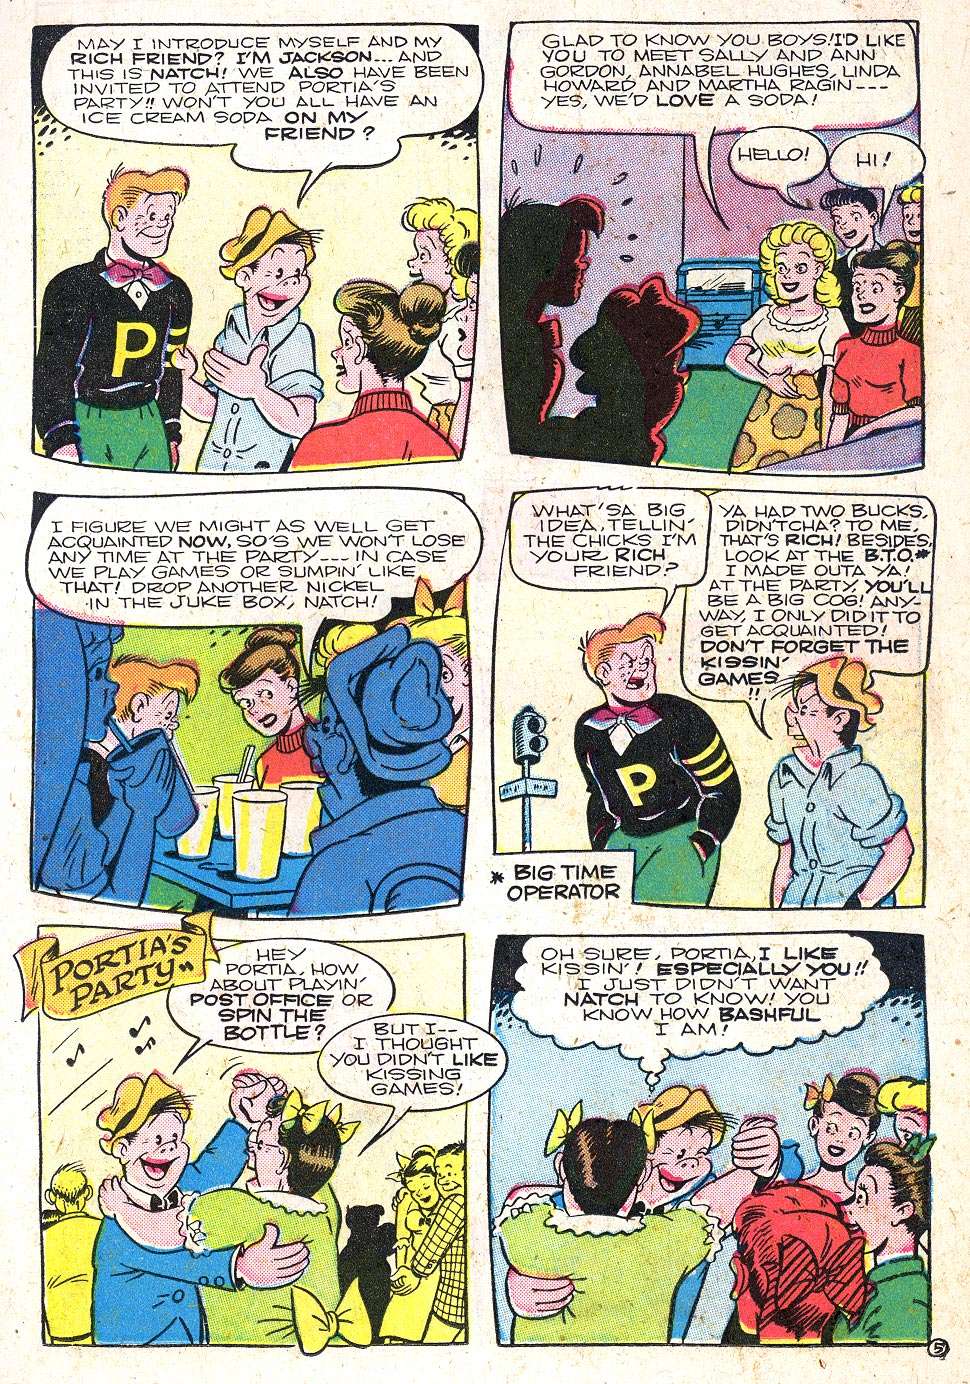 MAY I INTRODUCE MYSELF AND MY
RICH FRIEND? I'M JACKSON... AND
THIS IS NATCH! WE ALSO HAVE BEEN
INVITED TO ATTEND PORTIA'S
PARTY!! WON'T YOU ALL HAVE AN
ICE CREAM SODA ON MY
FRIEND?
P
GLAD TO KNOW YOU BOYS! I'D LIKE
YOU TO MEET SALLY AND ANN
GORDON, ANNABEL HUGHES, LINDA
HOWARD AND MARTHA RAGIN---
YES, WE'D LOVE A SODA!
HELLO!
HI!
I FIGURE WE MIGHT AS WELL GET
ACQUAINTED NOW, SO'S WE WON'T LOSE
ANY TIME AT THE PARTY--- IN CASE
WE PLAY GAMES OR SUMPIN' LIKE
THAT! DROP ANOTHER NICKEL
IN THE JUKE BOX, NATCH!
WHAT'SA BIG
IDEA, TELLIN'
THE CHICKS I'M
YOUR RICH
FRIEND?
YA HAD TWO BUCKS,
DIDN'TCHA? TO ME,
THAT'S RICH! BESIDES,
LOOK AT THE B.T.O.*
I MADE OUTA YA!
AT THE PARTY, YOU'LL
BE A BIG COG! ANY-
WAY, I ONLY DID IT TO
GET ACQUAINTED!
DON'T FORGET THE
KISSIN'
GAMES
!!
P
* BIG TIME
OPERATOR
PORTIA'S
PARTY"
HEY
PORTIA, HOW
ABOUT PLAYIN'
POST OFFICE OR
SPIN THE
BOTTLE?
BUT I--
I THOUGHT
YOU DIDN'T LIKE
KISSING
GAMES!
OH SURE, PORTIA, I LIKE
KISSIN'! ESPECIALLY YOU!!
I JUST DIDN'T WANT
NATCH TO KNOW! YOU
KNOW HOW BASHFUL
I AM!
5